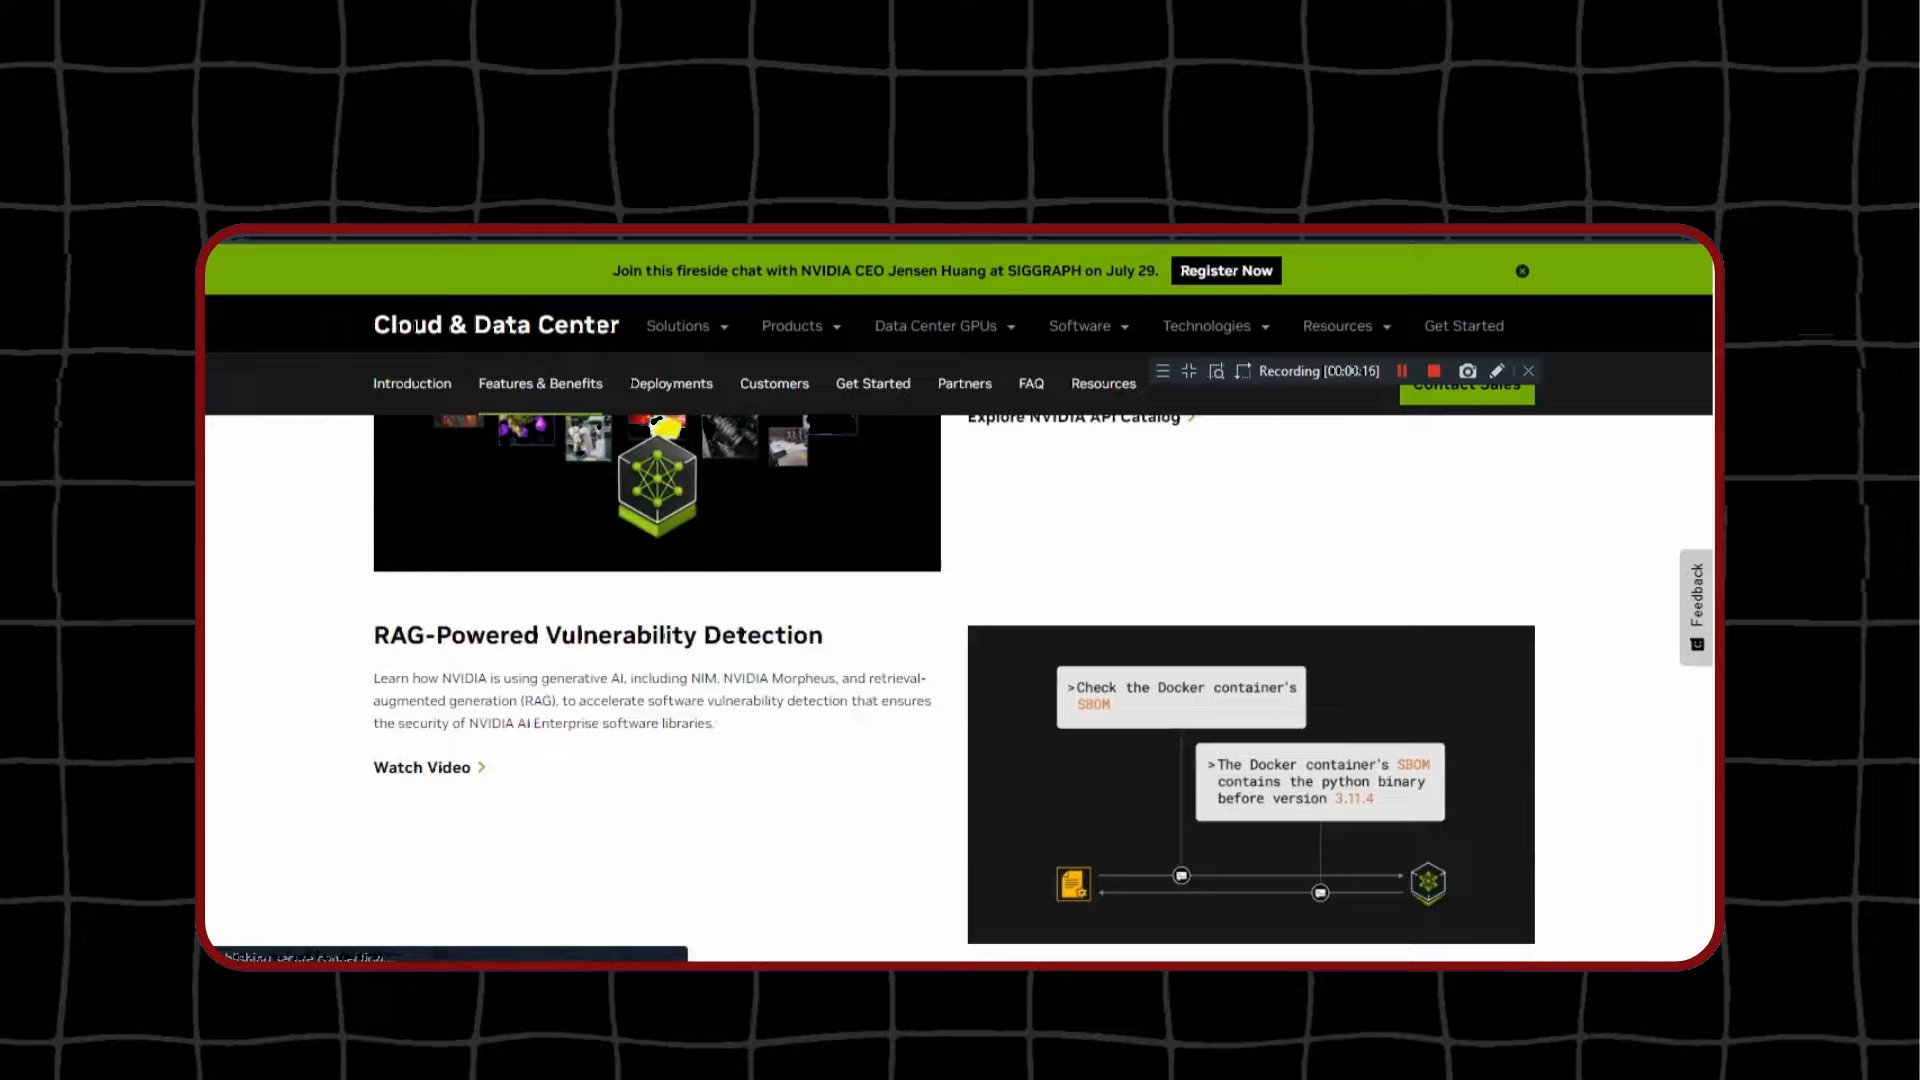 Join this fireside chat with NVIDIA CEO Jensen Huang at SIGGRAPH on July 29. Register Now
Cloud & Data Center Solutions Products Data Center GPUs Software Technologies Resources Get Started
Introduction Features & Benefits Deployments Customers Get Started Partners FAQ Resources
Recording [00:00:16]
Contact Sales
Explore NVIDIA API Catalog
RAG-Powered Vulnerability Detection
Learn how NVIDIA is using generative AI, including NIM, NVIDIA Morpheus, and retrieval-
augmented generation (RAG), to accelerate software vulnerability detection that ensures
the security of NVIDIA AI Enterprise software libraries.
Watch Video
>Check the Docker container's
SBOM
>The Docker container's SBOM
contains the python binary
before version 3.11.4
Feedback